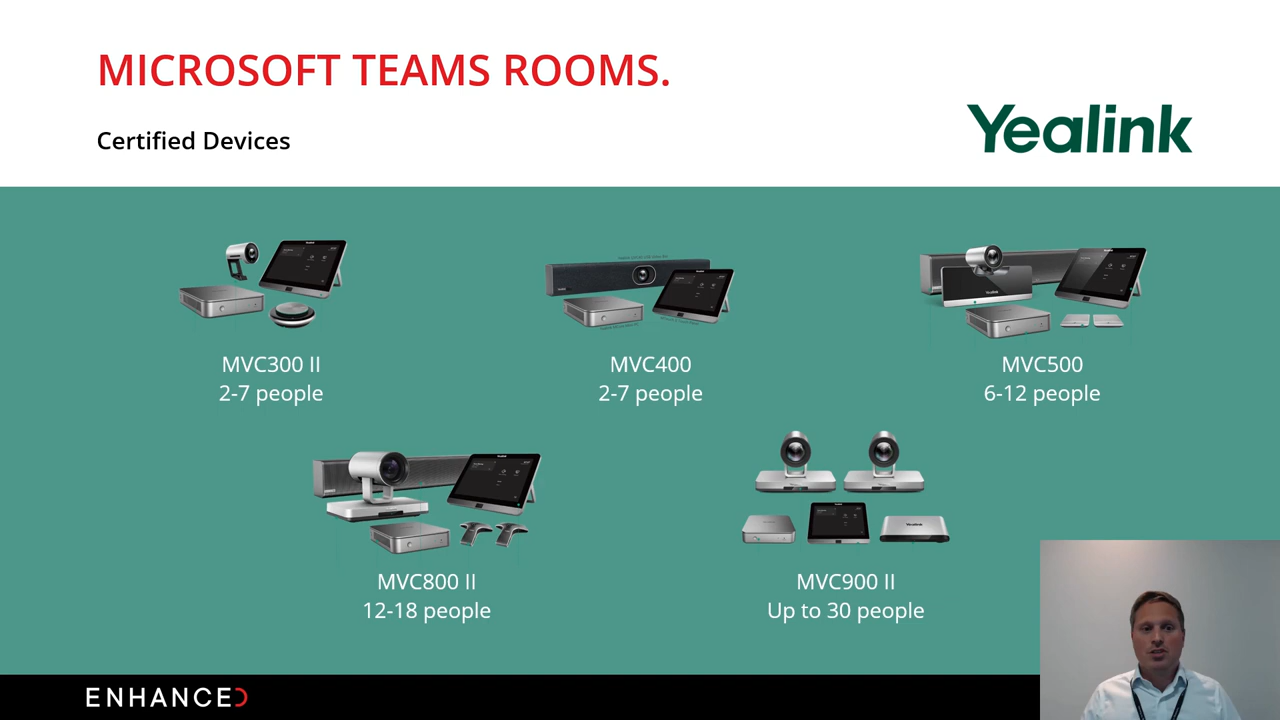 MICROSOFT TEAMS ROOMS.
Certified Devices
Yealink
MVC300 II
2-7 people
MVC400
2-7 people
MVC500
6-12 people
MVC800 II
12-18 people
MVC900 II
Up to 30 people
ENHANCED